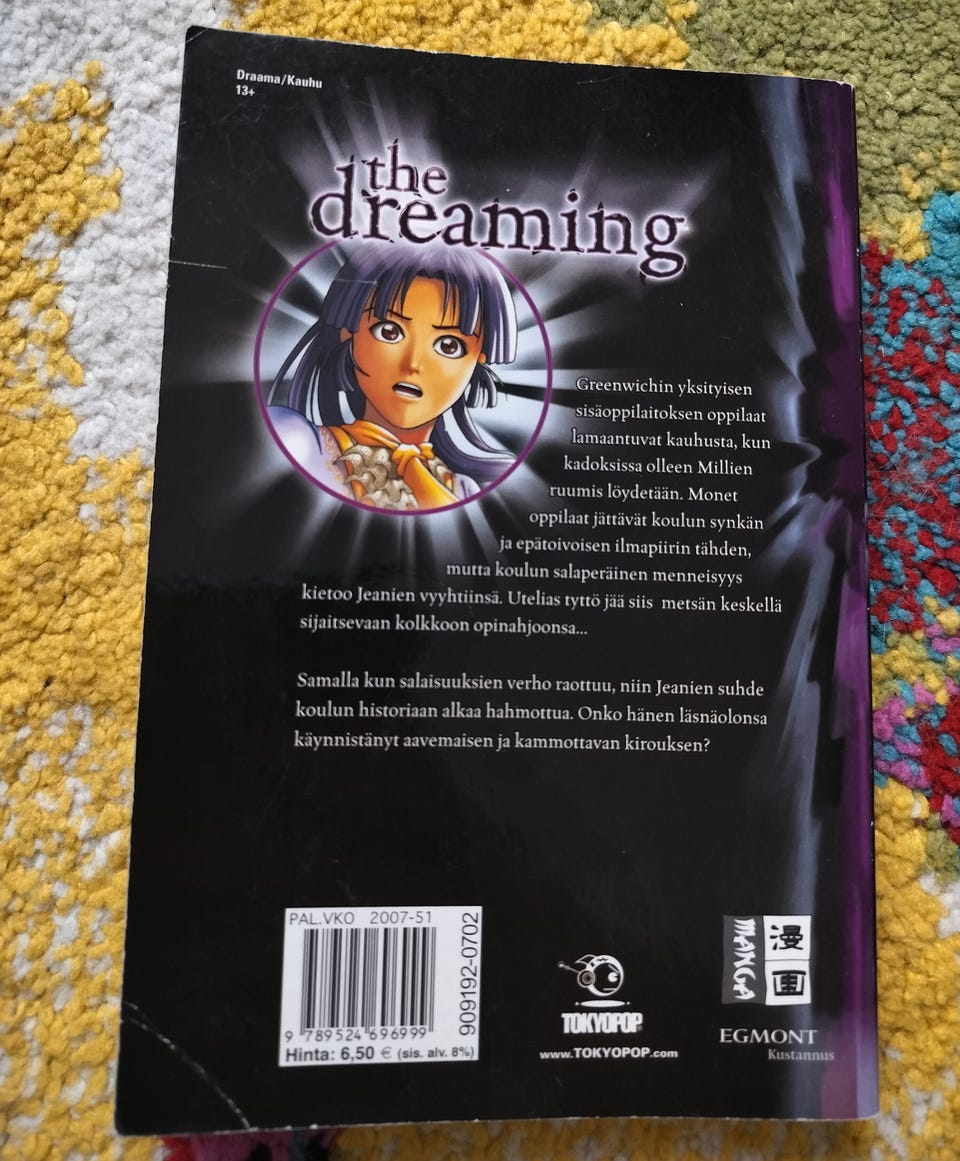 Draama/Kauhu
13+
the
dreaming
Greenwichin yksityisen
sisäoppilaitoksen oppilaat
lamaantuvat kauhusta, kun
kadoksissa olleen Millien
ruumis löydetään. Monet
oppilaat jättävät koulun synkän
ja epätoivoisen ilmapiirin tähden,
mutta koulun salaperäinen menneisyys
kietoo Jeanien vyyhtiinsä. Utelias tyttö jää siis metsän keskellä
sijaitsevaan kolkkoon opinahjoonsa...
Samalla kun salaisuuksien verho raottuu, niin Jeanien suhde
koulun historiaan alkaa hahmottua. Onko hänen läsnäolonsa
käynnistänyt aavemaisen ja kammottavan kirouksen?
PAL.VKO 2007-51
909192-0702
9 789524 696999
Hinta: 6,50 € (sis. alv. 8%)
TOKYOPOP
www.TOKYOPOP.com
MANGA
漫画
EGMONT
Kustannus